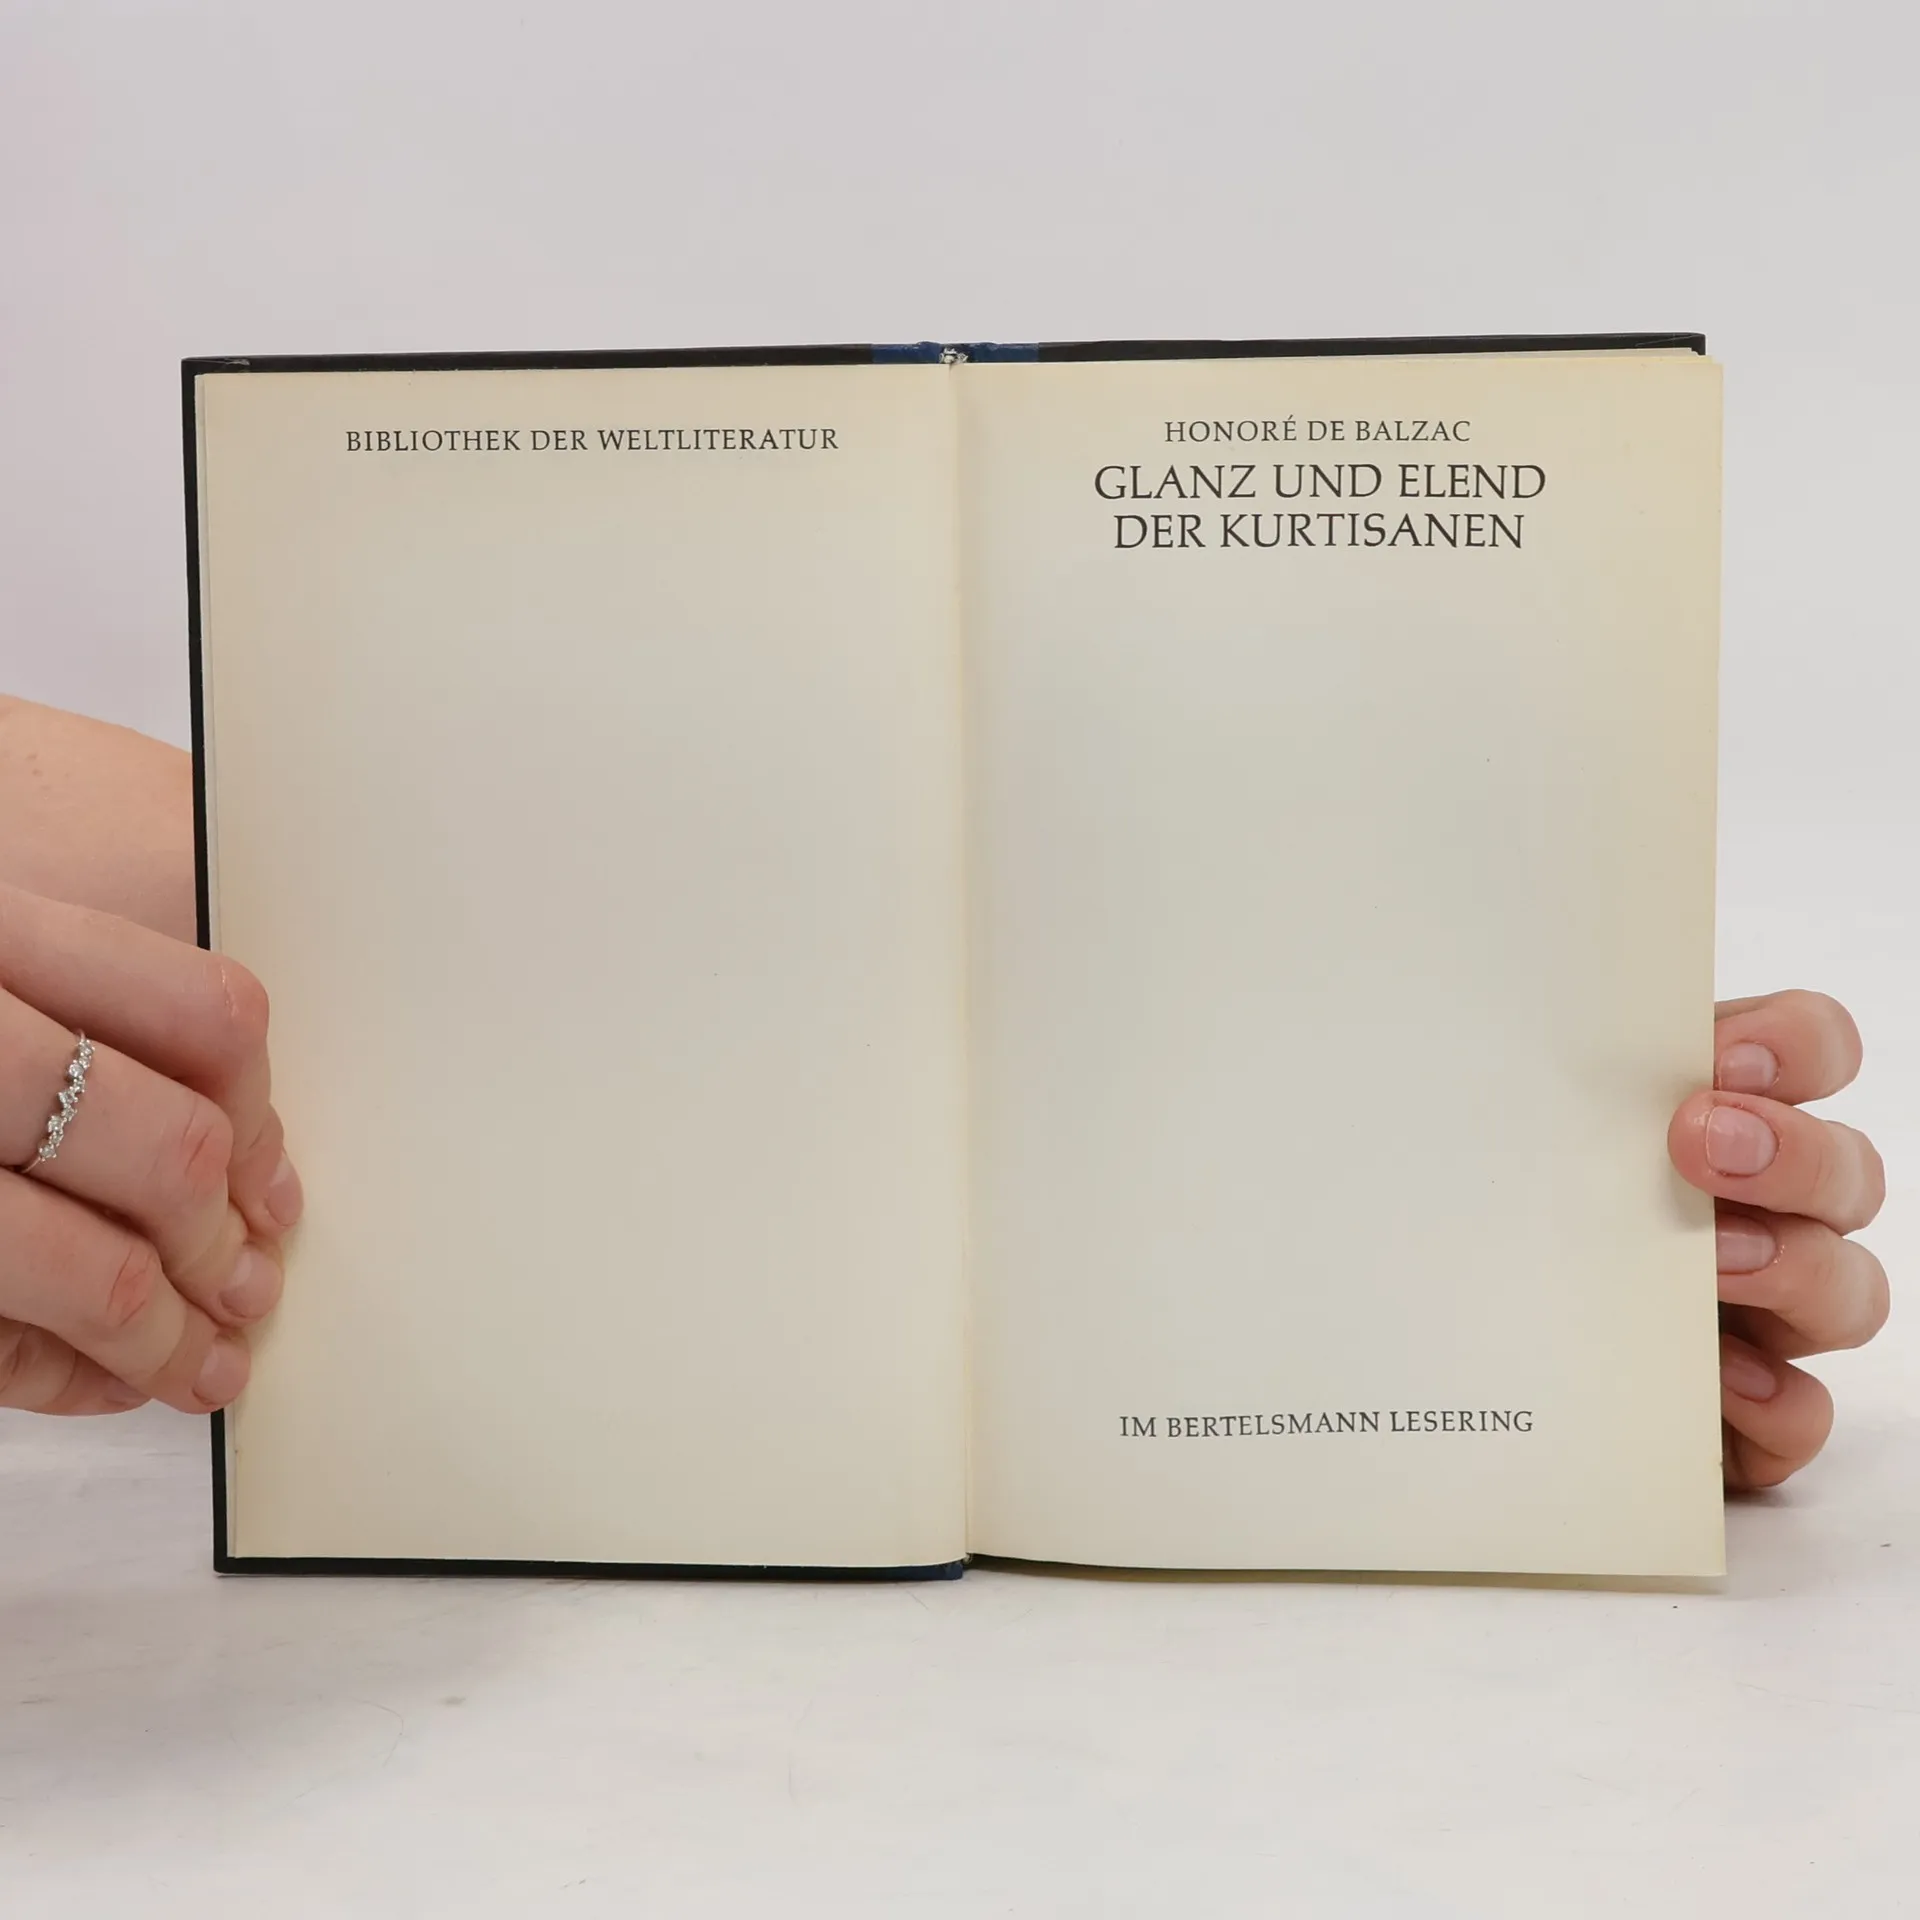 BIBLIOTHEK DER WELTLITERATUR
HONORÉ DE BALZAC
GLANZ UND ELEND
DER KURTISANEN
IM BERTELSMANN LESERING